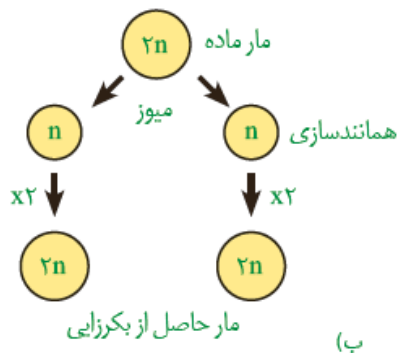 ۲n مار ماده
میوز
n n همانندسازی
x۲ x۲
۲n ۲n
مار حاصل از بکرزایی
ب)